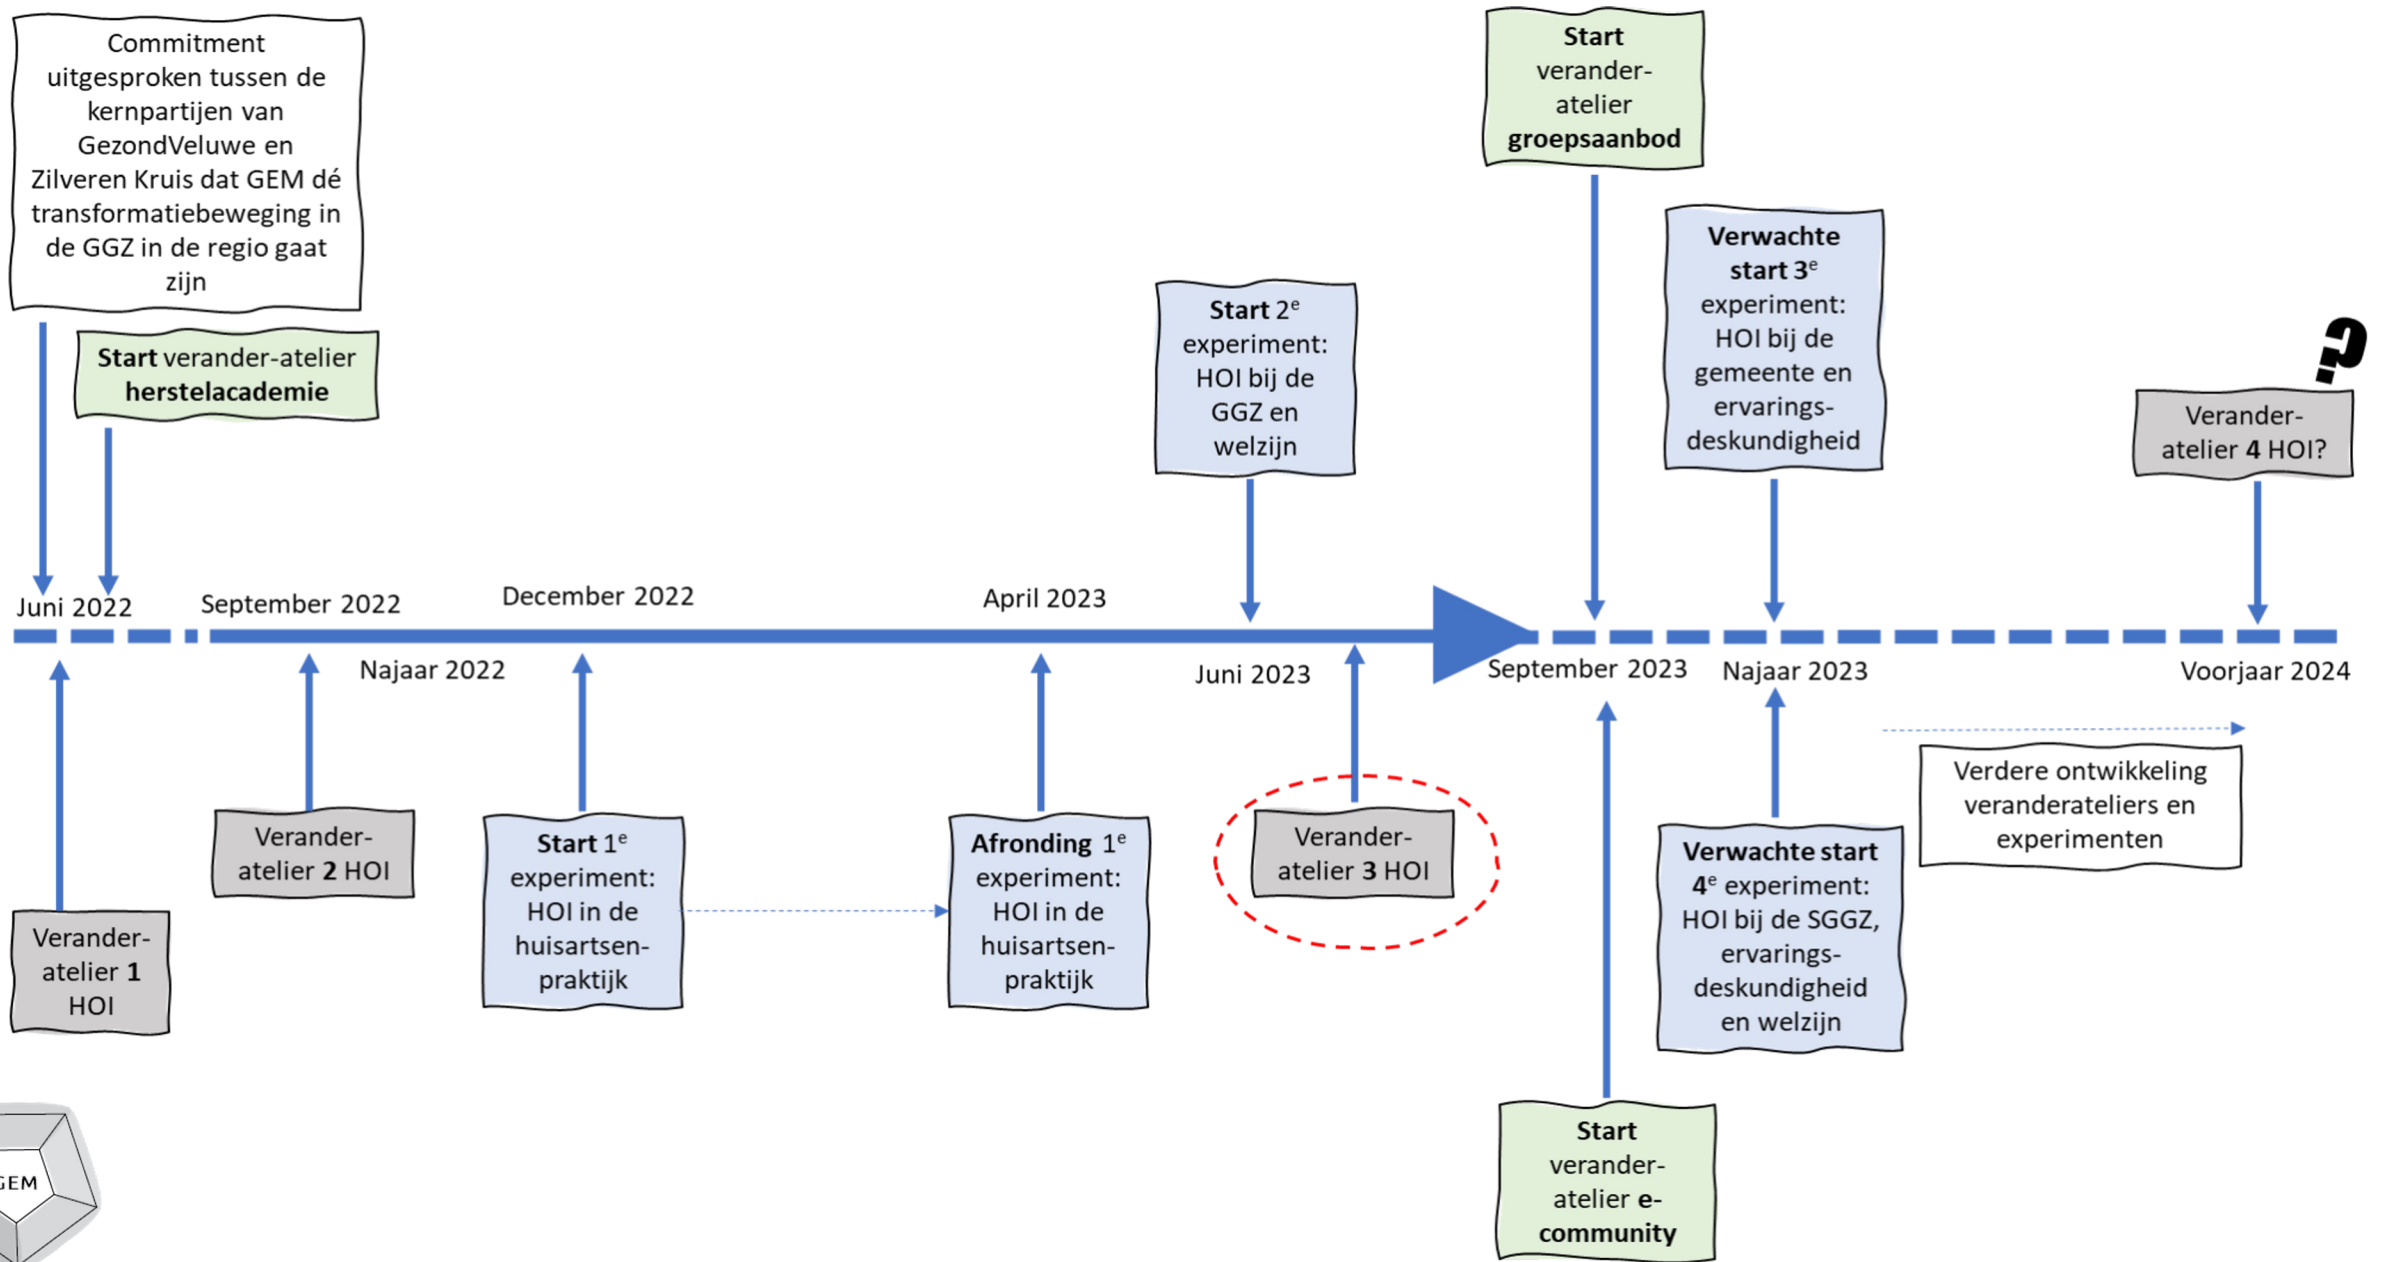 Commitment
uitgesproken tussen de
kernpartijen van
GezondVeluwe en
Zilveren Kruis dat GEM dé
transformatiebeweging in
de GGZ in de regio gaat
zijn
Start verander-atelier
herstelacademie
Start
verander-
atelier
groepsaanbod
Verwachte
start 3e
experiment:
HOI bij de
gemeente en
ervarings-
deskundigheid
Start 2e
experiment:
HOI bij de
GGZ en
welzijn
?
Verander-
atelier 4 HOI?
Juni 2022
September 2022
December 2022
April 2023
Najaar 2022
Juni 2023
September 2023
Najaar 2023
Voorjaar 2024
Verander-
atelier 1
HOI
Verander-
atelier 2 HOI
Start 1e
experiment:
HOI in de
huisartsen-
praktijk
Afronding 1e
experiment:
HOI in de
huisartsen-
praktijk
Verander-
atelier 3 HOI
Verwachte start
4e experiment:
HOI bij de SGGZ,
ervarings-
deskundigheid
en welzijn
Verdere ontwikkeling
veranderateliers en
experimenten
Start
verander-
atelier e-
community
GEM